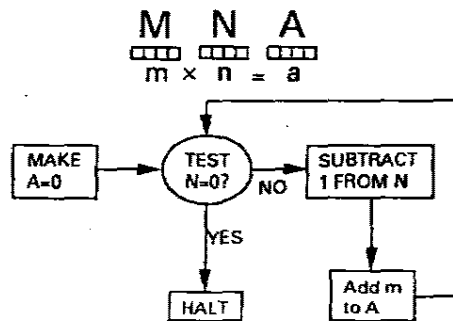 M N A
m × n = a
MAKE
A=0
TEST
N=0?
NO
SUBTRACT
1 FROM N
YES
HALT
Add m
to A